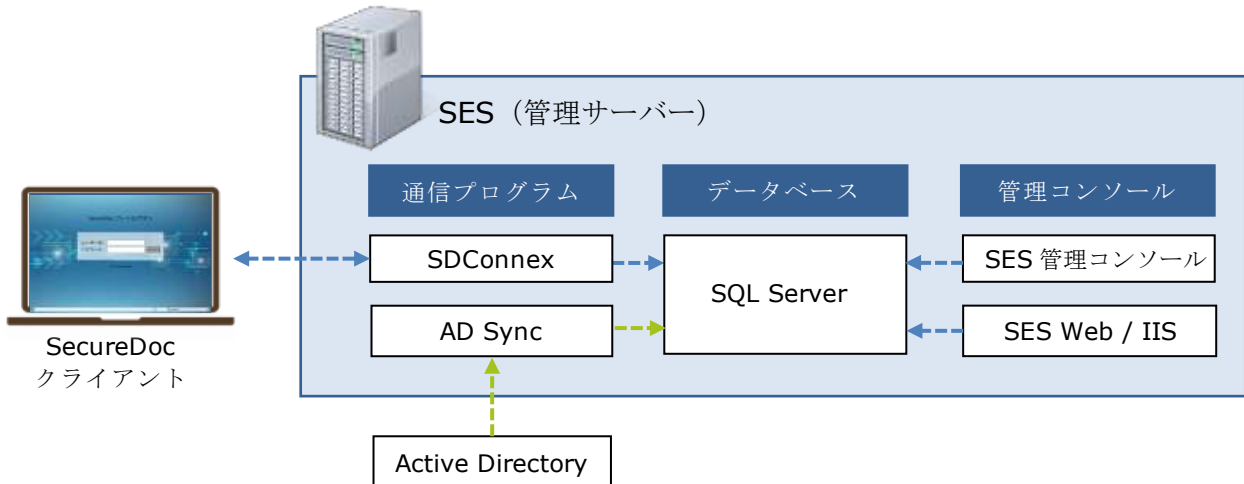 SES（管理サーバー）
通信プログラム
データベース
管理コンソール
SDConnex
SQL Server
SES 管理コンソール
AD Sync
SES Web / IIS
SecureDoc
クライアント
Active Directory